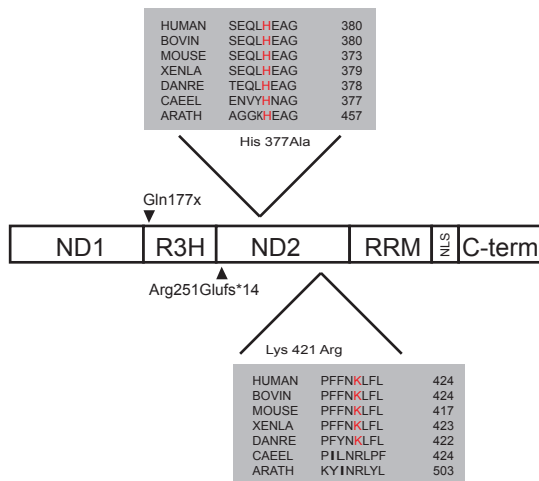 HUMAN SEQLHEAG 380
BOVIN SEQLHEAG 380
MOUSE SEQLHEAG 373
XENLA SEQLHEAG 379
DANRE TEQLHEAG 378
CAEEL ENVYHNAG 377
ARATH AGGKHEAG 457
His 377Ala
Gln177x
ND1 R3H ND2 RRM NLS C-term
Arg251Glufs*14
Lys 421 Arg
HUMAN PFFNKLFL 424
BOVIN PFFNKLFL 424
MOUSE PFFNKLFL 417
XENLA PFFNKLFL 423
DANRE PFYNKLFL 422
CAEEL PILNRLPF 424
ARATH KYINRLYL 503